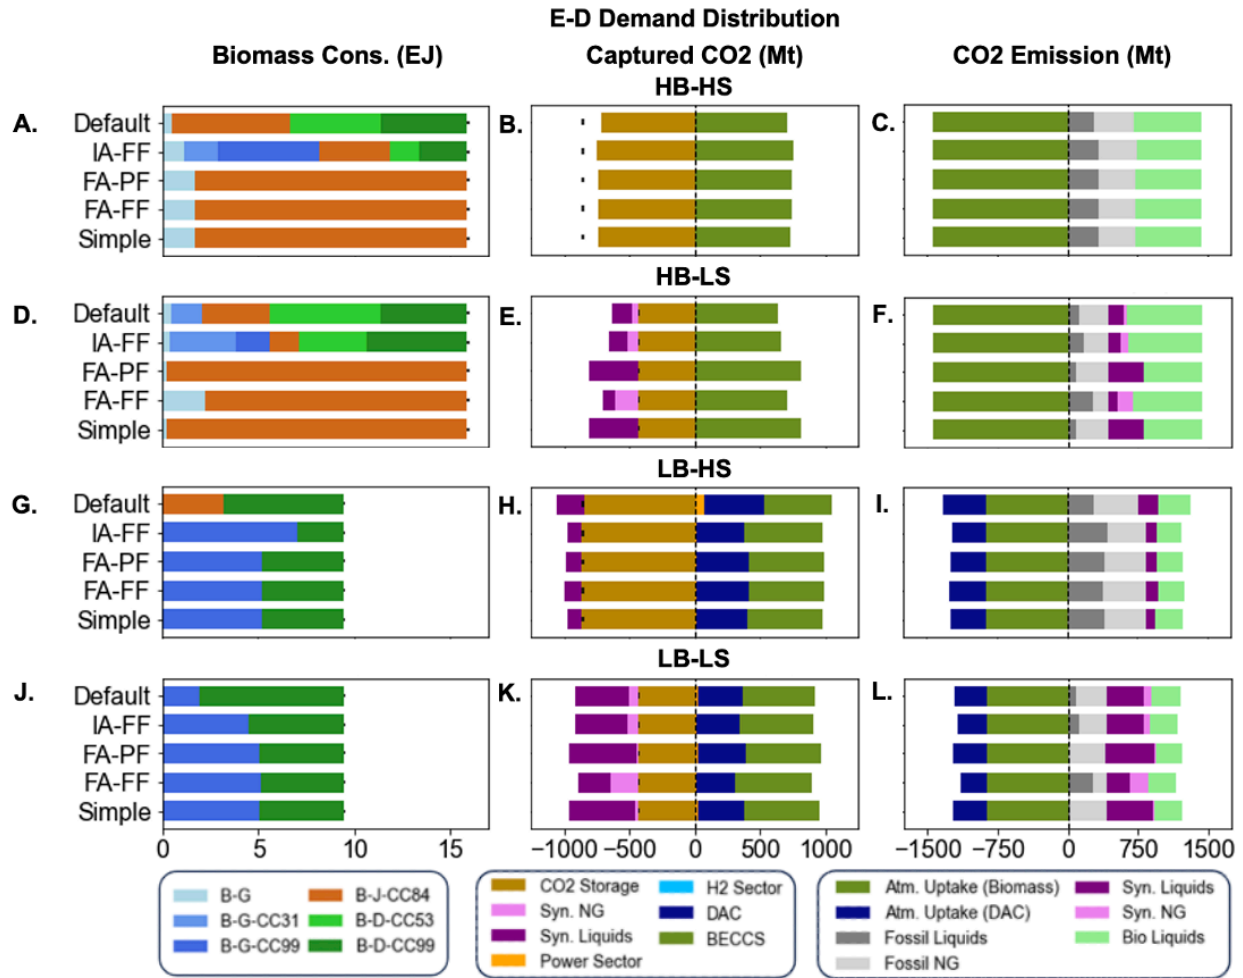 E-D Demand Distribution
Biomass Cons. (EJ) Captured CO2 (Mt) CO2 Emission (Mt)
HB-HS
A. Default B. C.
IA-FF
FA-PF
FA-FF
Simple
HB-LS
D. Default E. F.
IA-FF
FA-PF
FA-FF
Simple
LB-HS
G. Default H. I.
IA-FF
FA-PF
FA-FF
Simple
LB-LS
J. Default K. L.
IA-FF
FA-PF
FA-FF
Simple
0 5 10 15 −1000 −500 0 500 1000 −1500 −750 0 750 1500
B-G B-J-CC84
B-G-CC31 B-D-CC53
B-G-CC99 B-D-CC99
CO2 Storage H2 Sector
Syn. NG DAC
Syn. Liquids BECCS
Power Sector
Atm. Uptake (Biomass) Syn. Liquids
Atm. Uptake (DAC) Syn. NG
Fossil Liquids Bio Liquids
Fossil NG